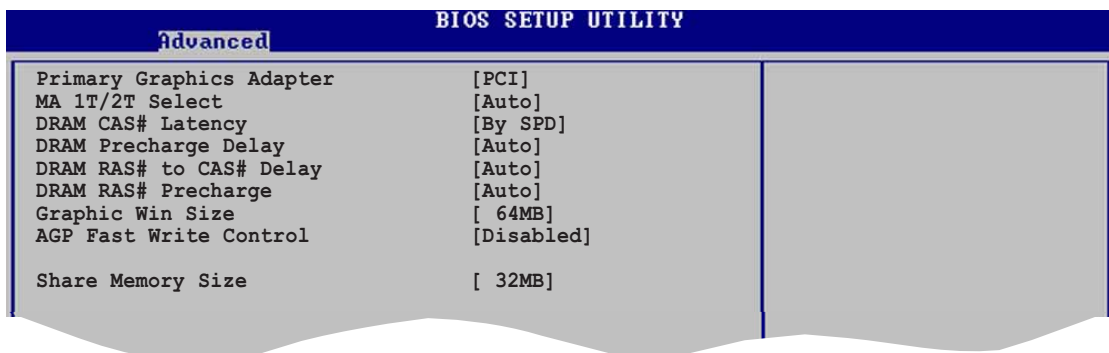 BIOS SETUP UTILITY
Advanced
Primary Graphics Adapter [PCI]
MA 1T/2T Select [Auto]
DRAM CAS# Latency [By SPD]
DRAM Precharge Delay [Auto]
DRAM RAS# to CAS# Delay [Auto]
DRAM RAS# Precharge [Auto]
Graphic Win Size [ 64MB]
AGP Fast Write Control [Disabled]
Share Memory Size [ 32MB]